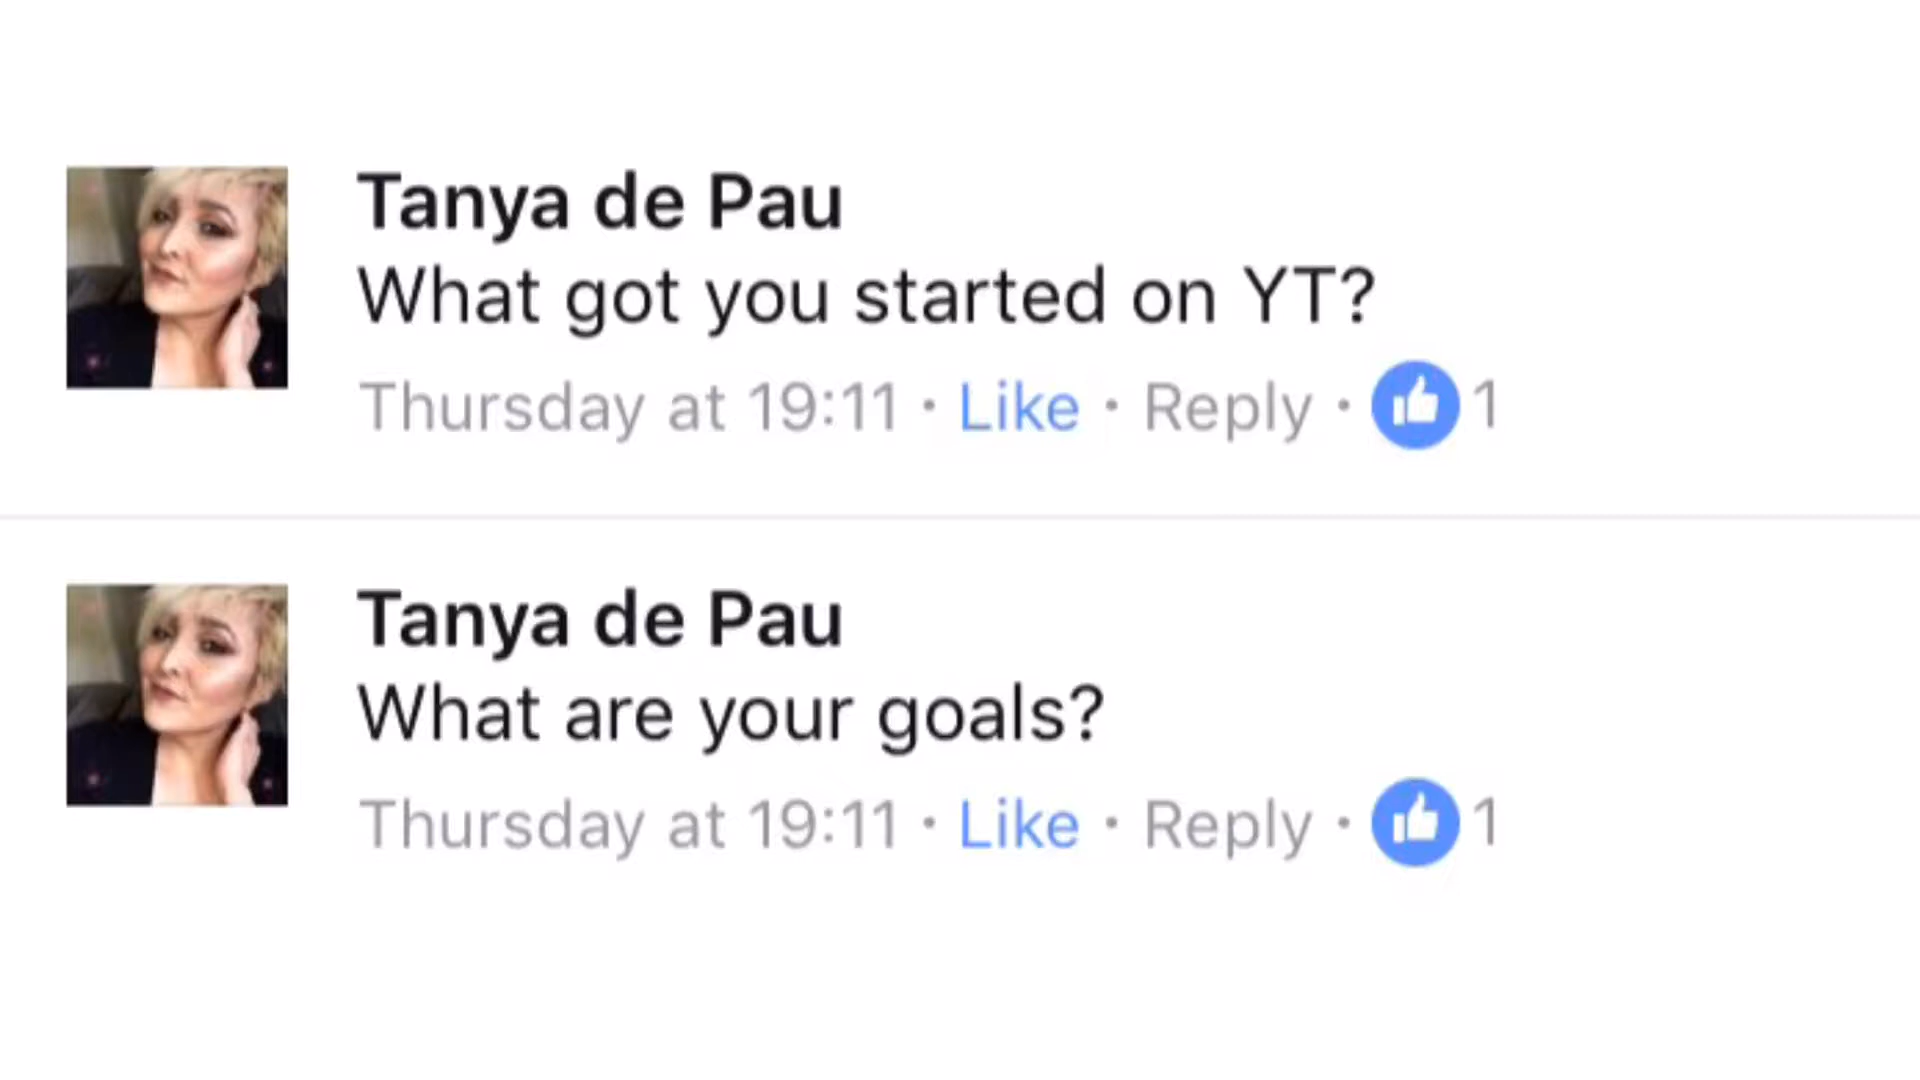 Tanya de Pau
What got you started on YT?
Thursday at 19:11 · Like · Reply · 1
Tanya de Pau
What are your goals?
Thursday at 19:11 · Like · Reply · 1